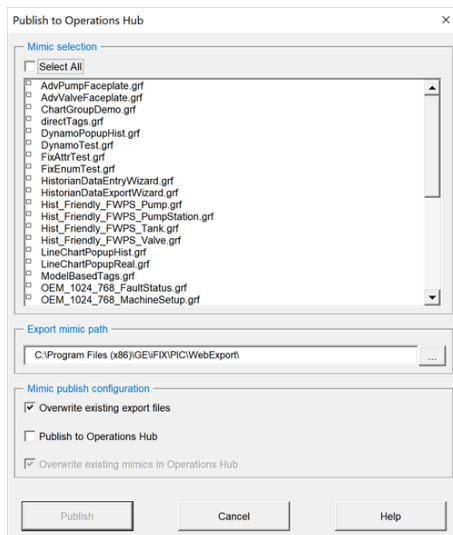 Publish to Operations Hub
Mimic selection
Select All
AdvPumpFaceplate.grf
AdvValveFaceplate.grf
ChartGroupDemo.grf
directTags.grf
DynamoPopupHist.grf
DynamoTest.grf
FixAttrTest.grf
FixEnumTest.grf
HistorianDataEntryWizard.grf
HistorianDataExportWizard.grf
Hist_Friendly_FWPS_Pump.grf
Hist_Friendly_FWPS_PumpStation.grf
Hist_Friendly_FWPS_Tank.grf
Hist_Friendly_FWPS_Valve.grf
LineChartPopupHist.grf
LineChartPopupReal.grf
ModelBasedTags.grf
OEM_1024_768_FaultStatus.grf
OEM_1024_768_MachineSetup.grf
Export mimic path
C:\Program Files (x86)\GE\iFIX\PIC\WebExport\
...
Mimic publish configuration
Overwrite existing export files
Publish to Operations Hub
Overwrite existing mimics in Operations Hub
Publish
Cancel
Help